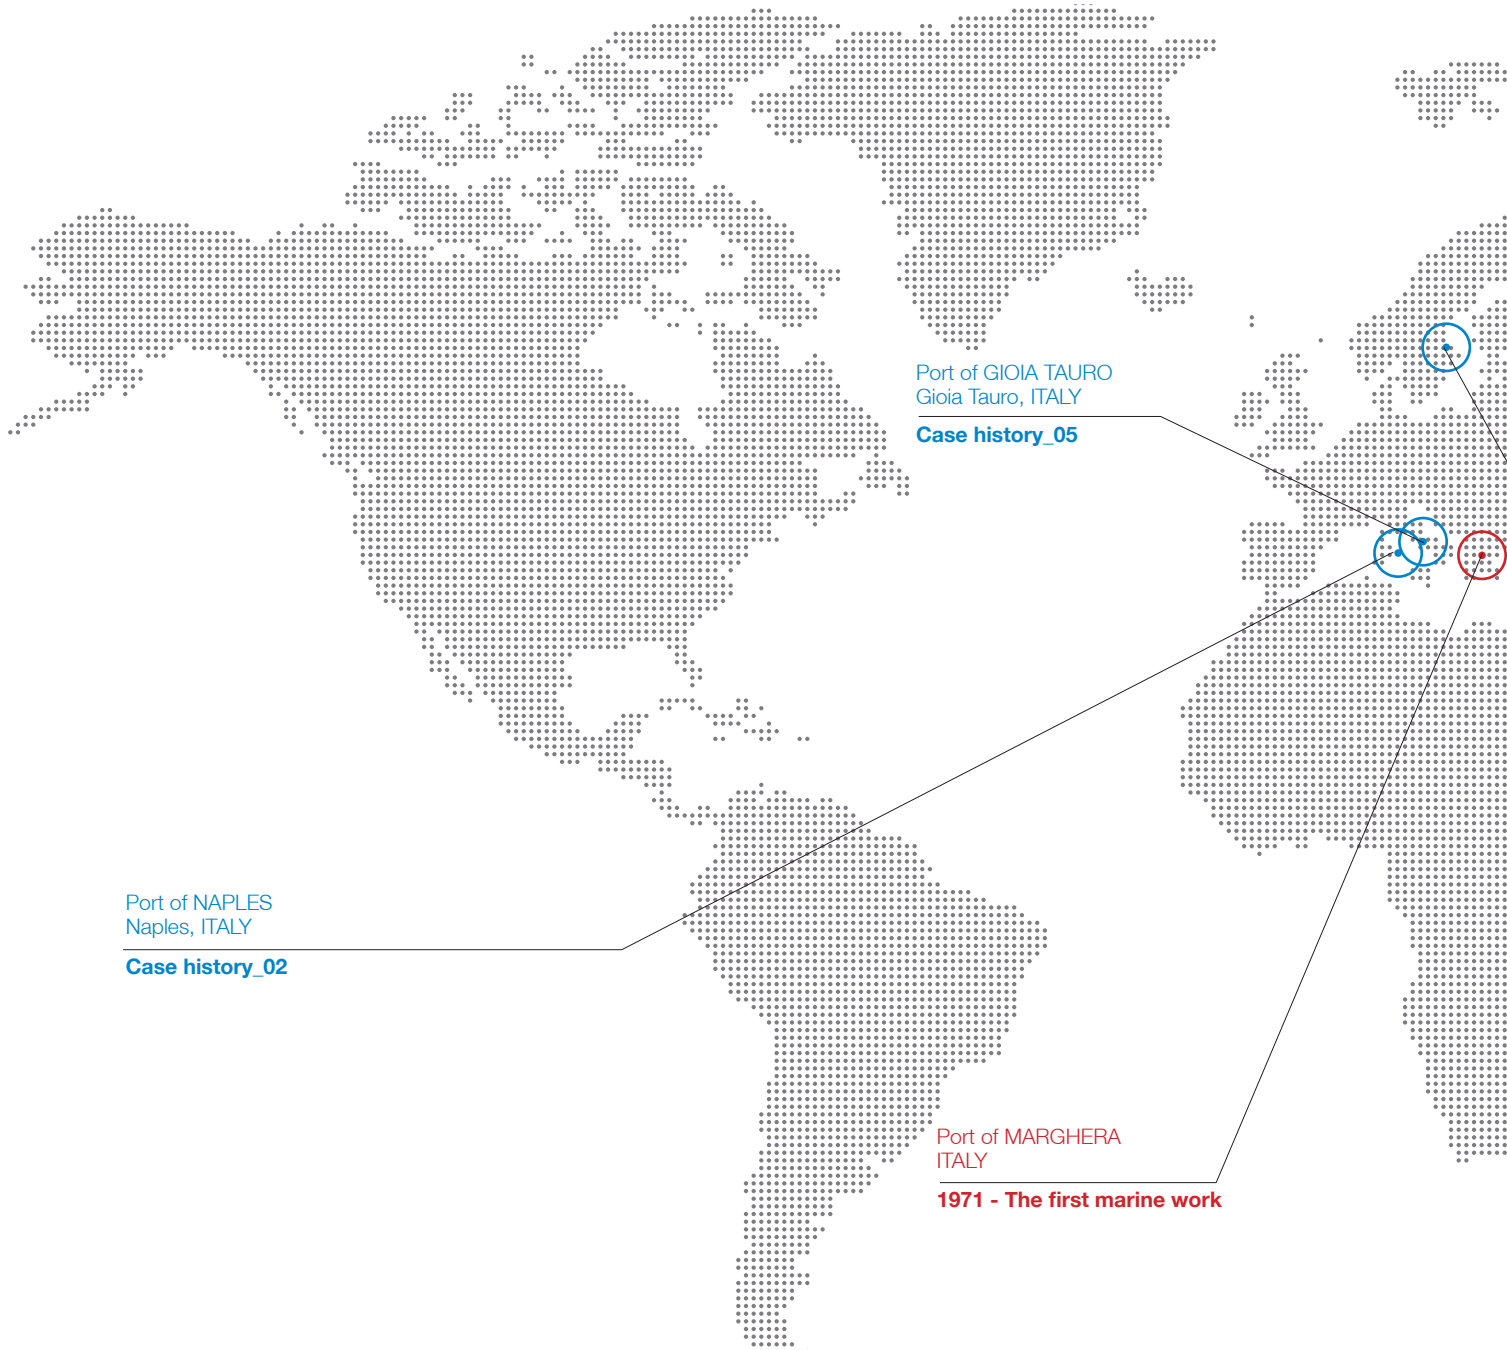 Port of GIOIA TAURO
Gioia Tauro, ITALY
Case history_05
Port of NAPLES
Naples, ITALY
Case history_02
Port of MARGHERA
ITALY
1971 - The first marine work